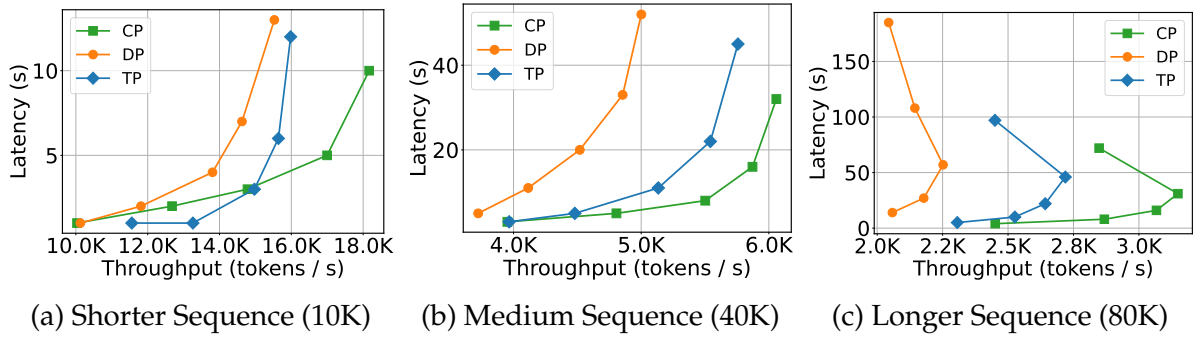 CP
DP
TP
10
5
Latency (s)
10.0K 12.0K 14.0K 16.0K 18.0K
Throughput (tokens / s)
(a) Shorter Sequence (10K)
CP
DP
TP
40
20
Latency (s)
4.0K 5.0K 6.0K
Throughput (tokens / s)
(b) Medium Sequence (40K)
CP
DP
TP
150
100
50
0
Latency (s)
2.0K 2.2K 2.5K 2.8K 3.0K
Throughput (tokens / s)
(c) Longer Sequence (80K)